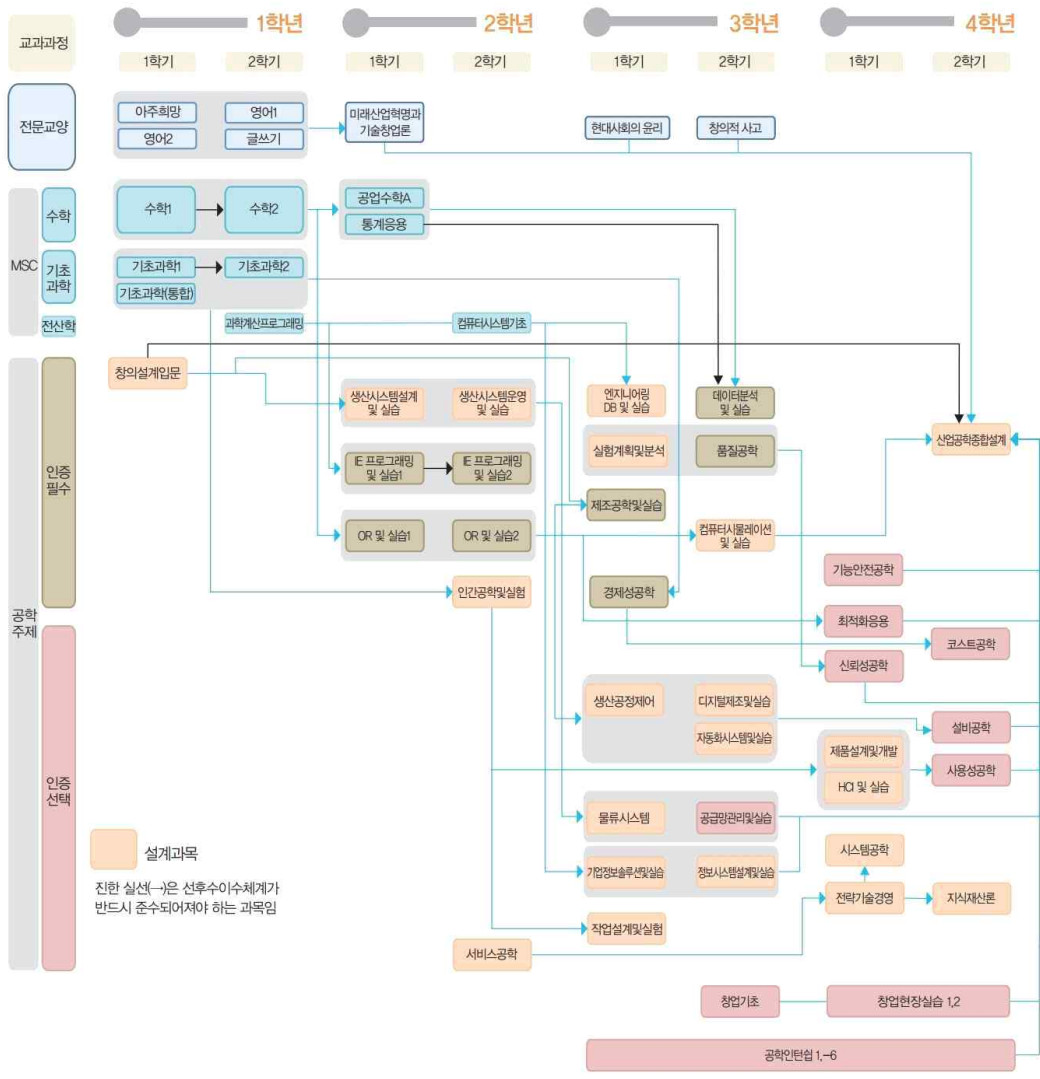 1학년
2학년
3학년
4학년
교과과정
1학기
2학기
1학기
2학기
1학기
2학기
1학기
2학기
전문교양
아주희망
영어1
영어2
글쓰기
미래산업혁명과
기술창업론
현대사회의 윤리
창의적 사고
MSC
수학
수학1
수학2
공업수학A
통계응용
기초
과학
기초과학1
기초과학2
기초과학(통합)
전산학
과학계산프로그래밍
컴퓨터시스템기초
공학
주제
인증
필수
창의설계입문
생산시스템설계
및 실습
생산시스템운영
및 실습
엔지니어링
DB 및 실습
데이터분석
및 실습
산업공학종합설계
IE 프로그래밍
및 실습1
IE 프로그래밍
및 실습2
실험계획및분석
품질공학
제조공학및실습
OR 및 실습1
OR 및 실습2
컴퓨터시물레이션
및 실습
기능안전공학
인간공학및실험
경제성공학
최적화응용
코스트공학
신뢰성공학
인증
선택
생산공정제어
디지털제조및실습
자동화시스템및실습
설비공학
제품설계및개발
HCI 및 실습
사용성공학
물류시스템
공급망관리및실습
기업정보솔루션및실습
정보시스템설계및실습
시스템공학
전략기술경영
지식재산론
작업설계및실험
서비스공학
설계과목
진한 실선(→)은 선후수이수체계가
반드시 준수되어져야 하는 과목임
창업기초
창업현장실습 1,2
공학인턴쉽 1,~6